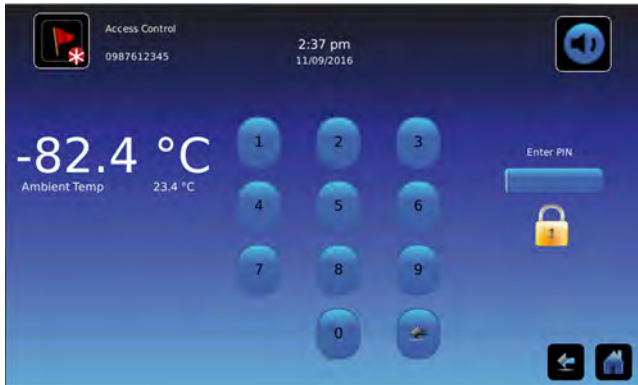 Access Control
0987612345
2:37 pm
11/09/2016
-82.4 °C
Ambient Temp 23.4 °C
1 2 3
4 5 6
7 8 9
0
Enter PIN
1